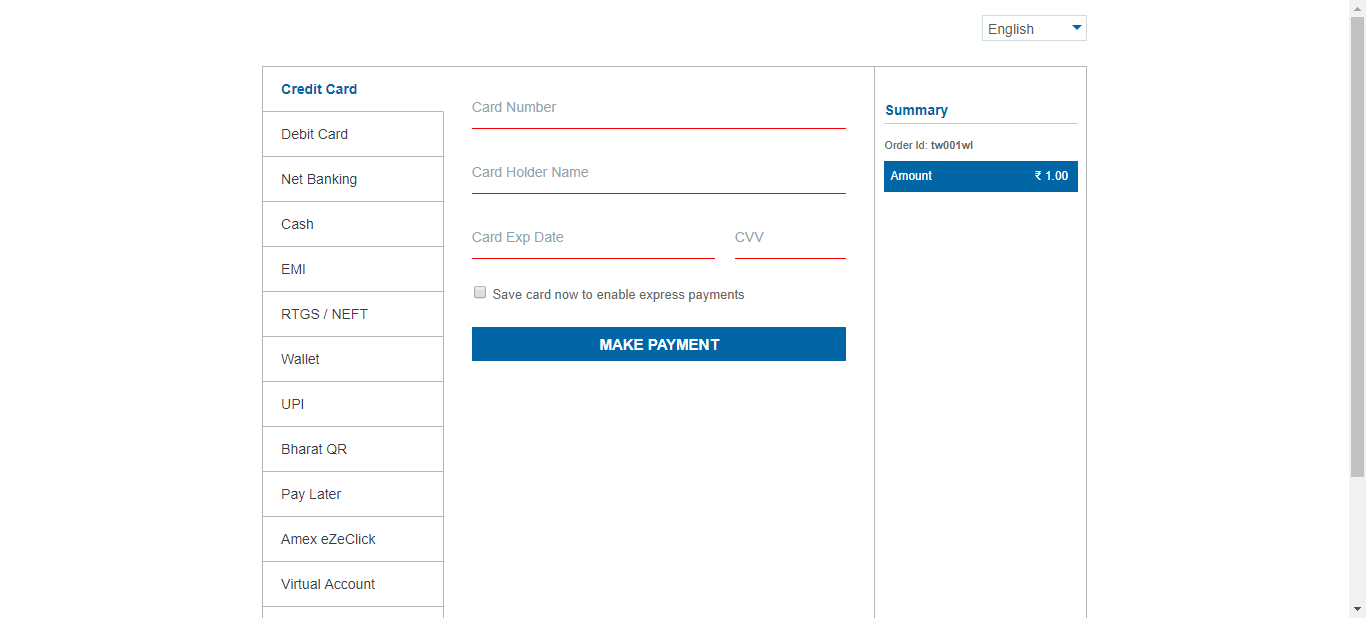 English
Credit Card
Debit Card
Net Banking
Cash
EMI
RTGS / NEFT
Wallet
UPI
Bharat QR
Pay Later
Amex eZeClick
Virtual Account
Card Number
Card Holder Name
Card Exp Date CVV
Save card now to enable express payments
MAKE PAYMENT
Summary
Order Id: tw001wl
Amount ₹ 1.00